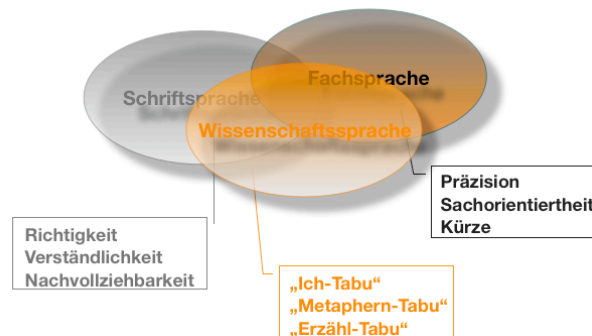 Fachsprache
Schriftsprache
Wissenschaftssprache
Präzision
Sachorientiertheit
Kürze
Richtigkeit
Verständlichkeit
Nachvollziehbarkeit
„Ich-Tabu“
„Metaphern-Tabu“
„Erzähl-Tabu“